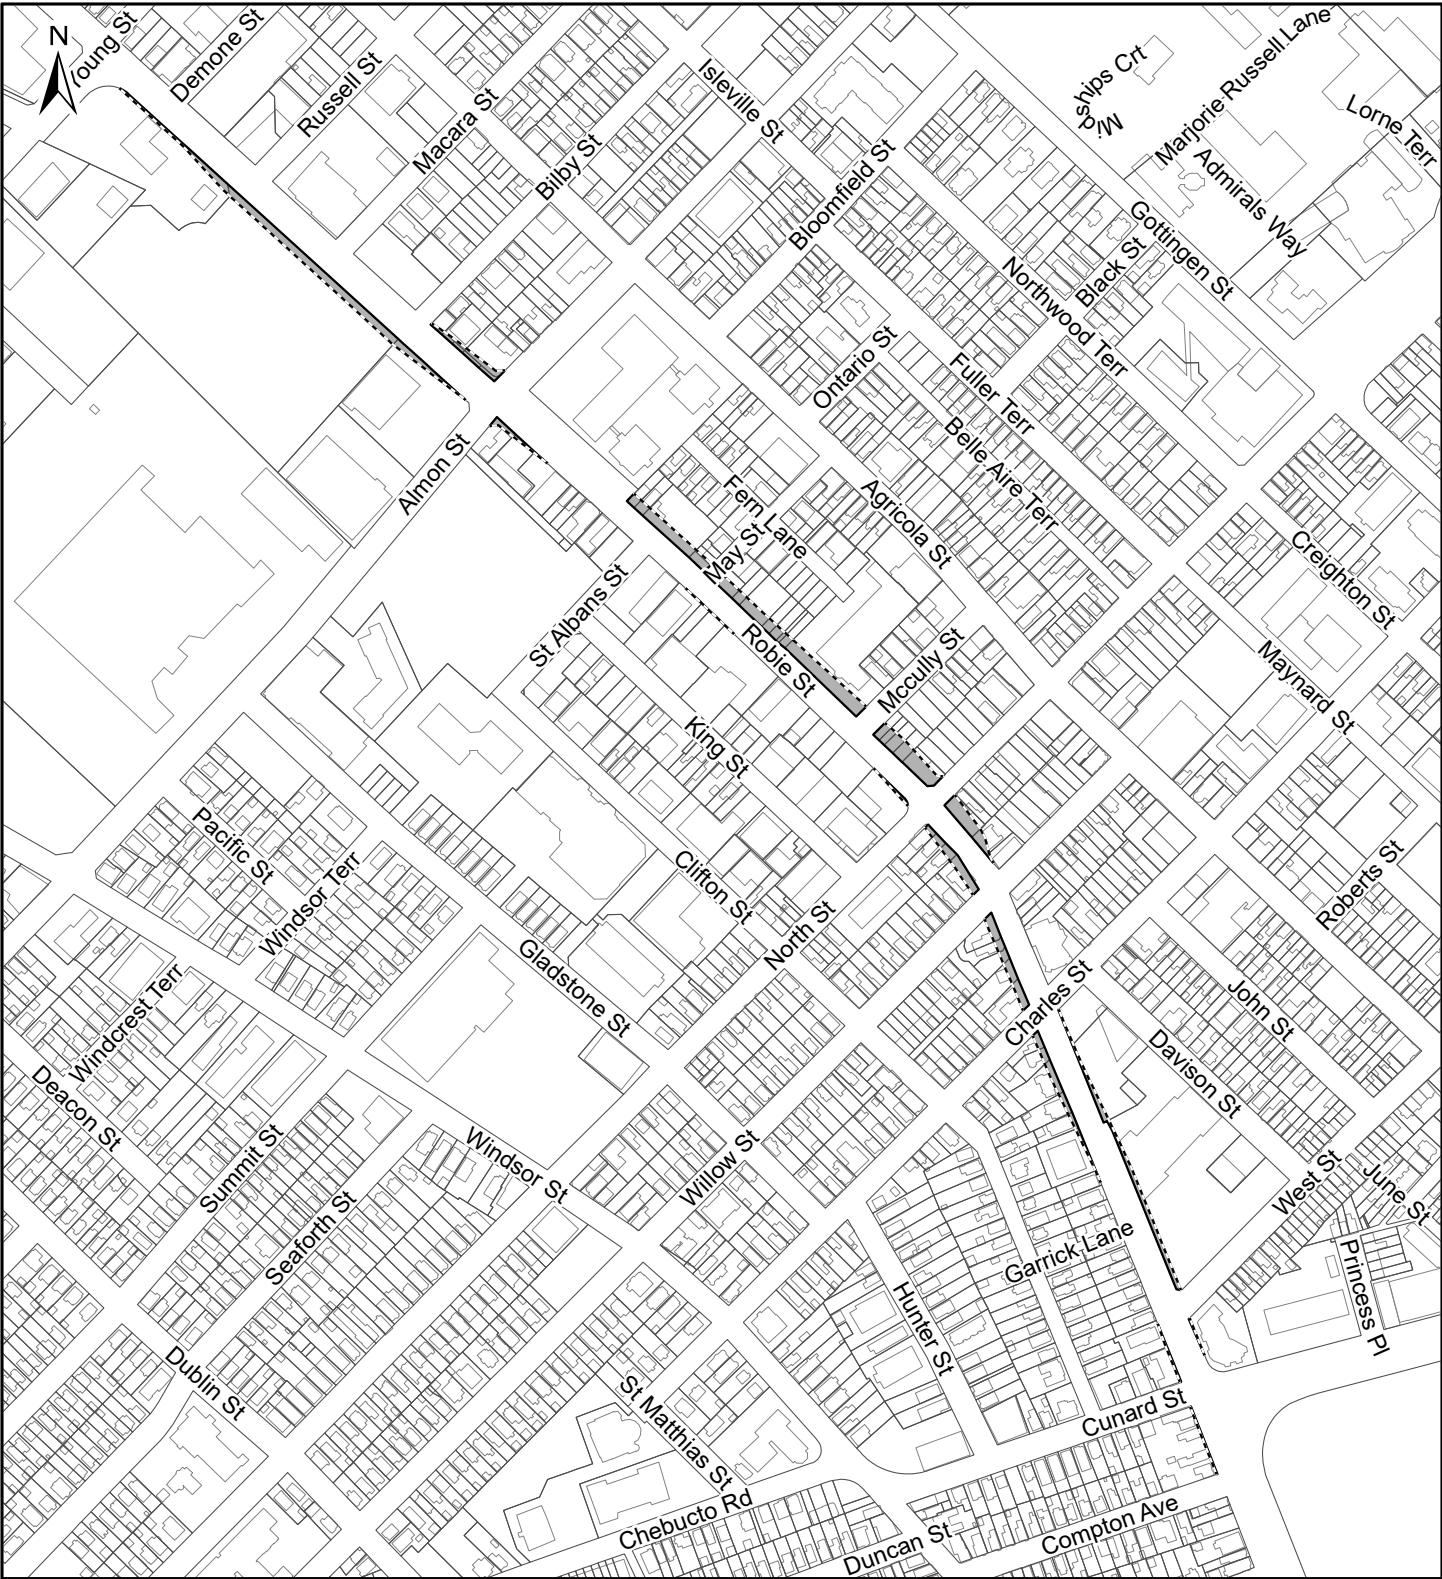 N
Young St
Demone St
Russell St
Macara St
Bilby St
Isleville St
Bloomfield St
Midships Crt
Marjorie Russell Lane
Lorne Terr
Admirals Way
Gottingen St
Black St
Northwood Terr
Ontario St
Fuller Terr
Belle Aire Terr
Agricola St
Almon St
Fern Lane
May St
Creighton St
St Albans St
Robie St
Mccully St
Maynard St
King St
Pacific St
Windsor Terr
Clifton St
North St
Roberts St
Gladstone St
Windcrest Terr
Charles St
John St
Davison St
Deacon St
Summit St
Windsor St
Willow St
West St
June St
Seaforth St
Garrick Lane
Princess Pl
Hunter St
Dublin St
St Matthias St
Cunard St
Chebucto Rd
Duncan St
Compton Ave